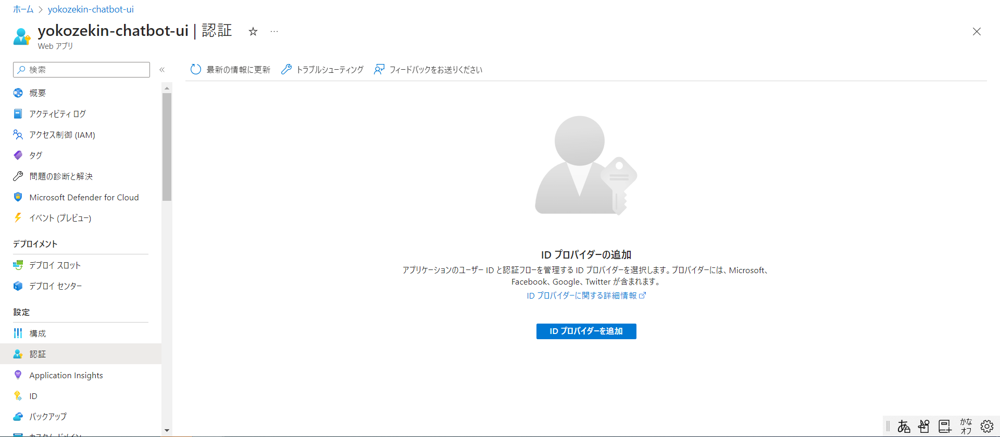 ホーム > yokozekin-chatbot-ui
yokozekin-chatbot-ui | 認証
Web アプリ
検索
最新の情報に更新
トラブルシューティング
フィードバックをお送りください
概要
アクティビティ ログ
アクセス制御 (IAM)
タグ
問題の診断と解決
Microsoft Defender for Cloud
イベント (プレビュー)
デプロイメント
デプロイ スロット
デプロイ センター
設定
構成
認証
Application Insights
ID
バックアップ
カスタム ドメイン
ID プロバイダーの追加
アプリケーションのユーザー ID と認証フローを管理する ID プロバイダーを選択します。プロバイダーには、Microsoft、
Facebook、Google、Twitter が含まれます。
ID プロバイダーに関する詳細情報
ID プロバイダーを追加
あ
かな
オフ